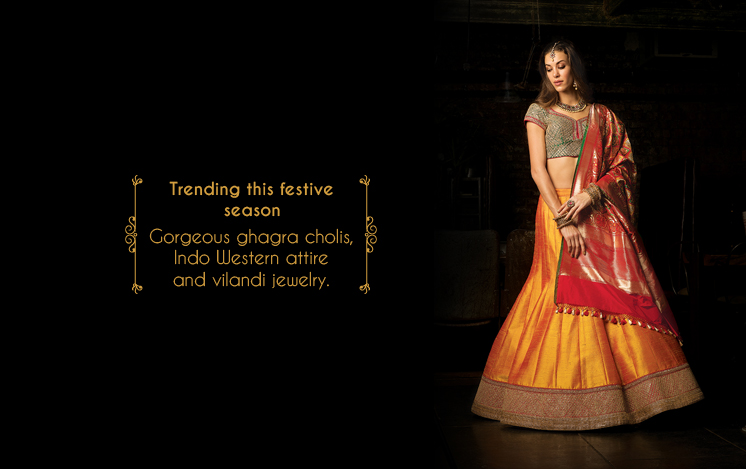 Trending this festive
season
Gorgeous ghagra cholis,
Indo Western attire
and vilandi jewelry.